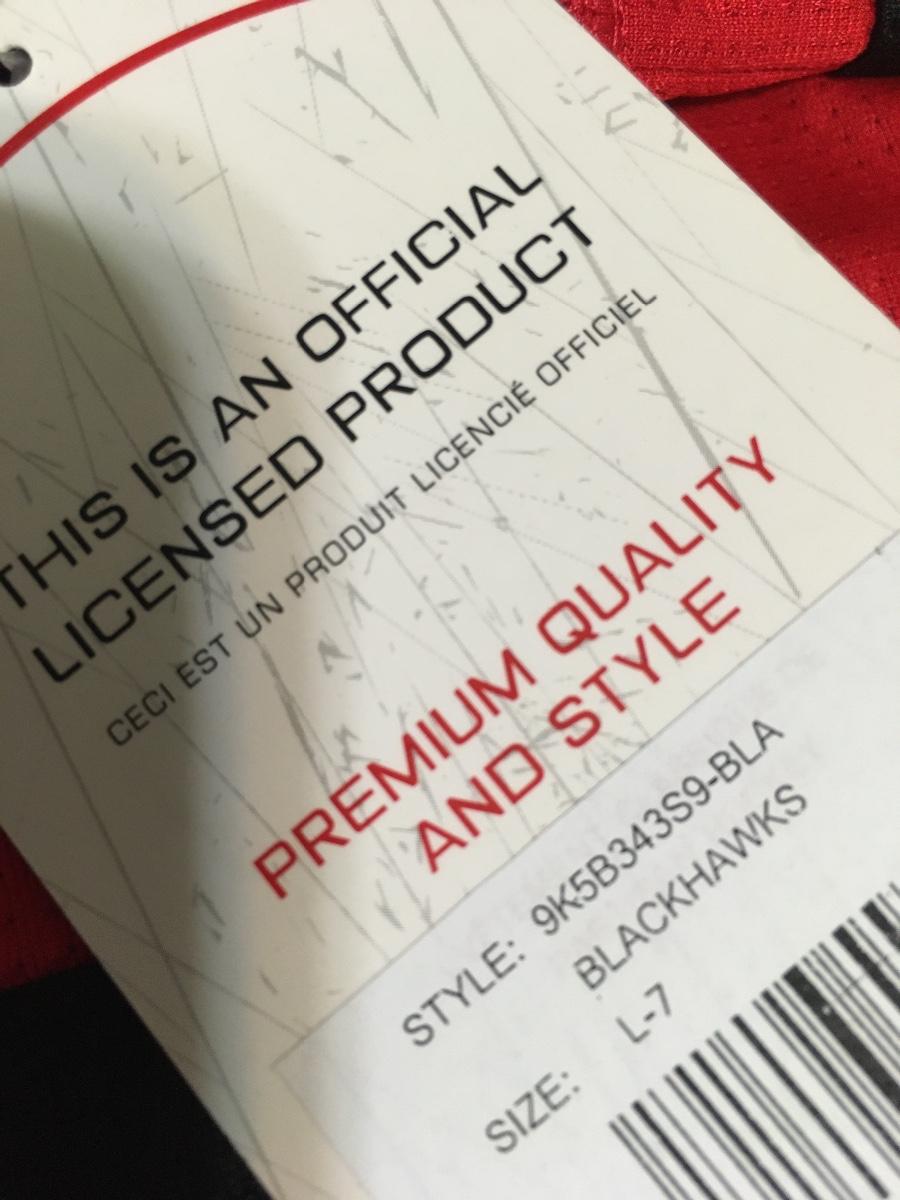 THIS IS AN OFFICIAL
LICENSED PRODUCT
CECI EST UN PRODUIT LICENCIÉ OFFICIEL
PREMIUM QUALITY
AND STYLE
STYLE: 9K5B343S9-BLA
BLACKHAWKS
SIZE: L-7